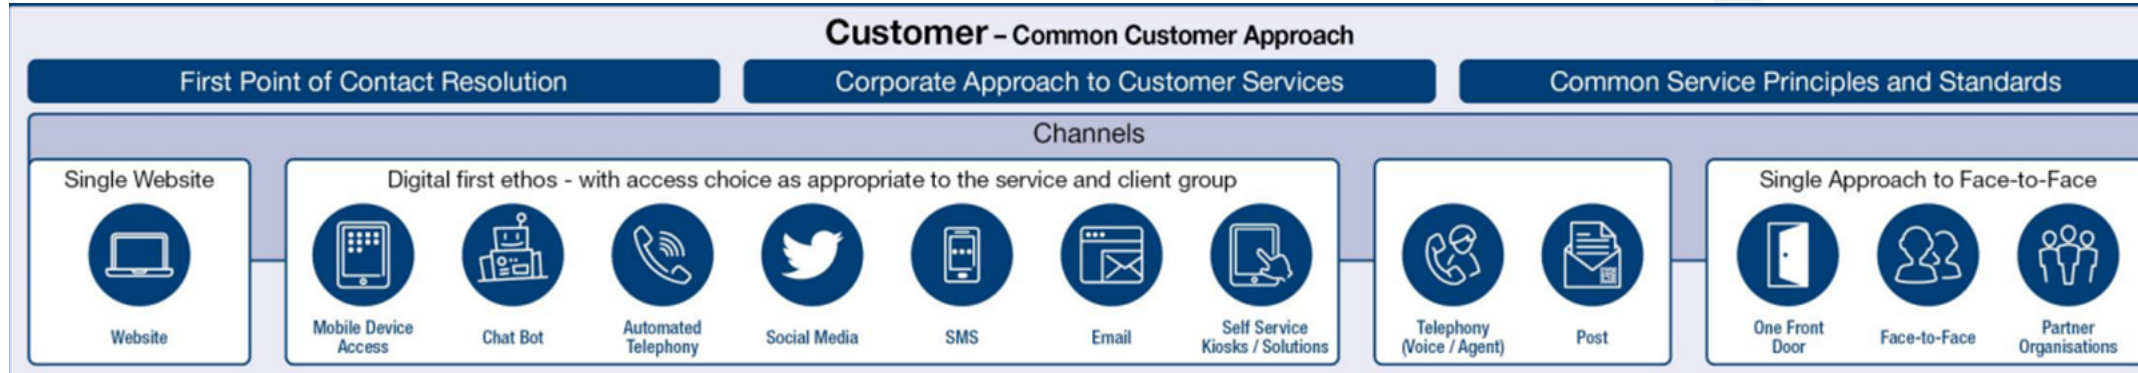 Customer – Common Customer Approach
First Point of Contact Resolution
Corporate Approach to Customer Services
Common Service Principles and Standards
Channels
Single Website
Website
Digital first ethos - with access choice as appropriate to the service and client group
Mobile Device
Access
Chat Bot
Automated
Telephony
Social Media
SMS
Email
Self Service
Kiosks / Solutions
Telephony
(Voice / Agent)
Post
Single Approach to Face-to-Face
One Front
Door
Face-to-Face
Partner
Organisations